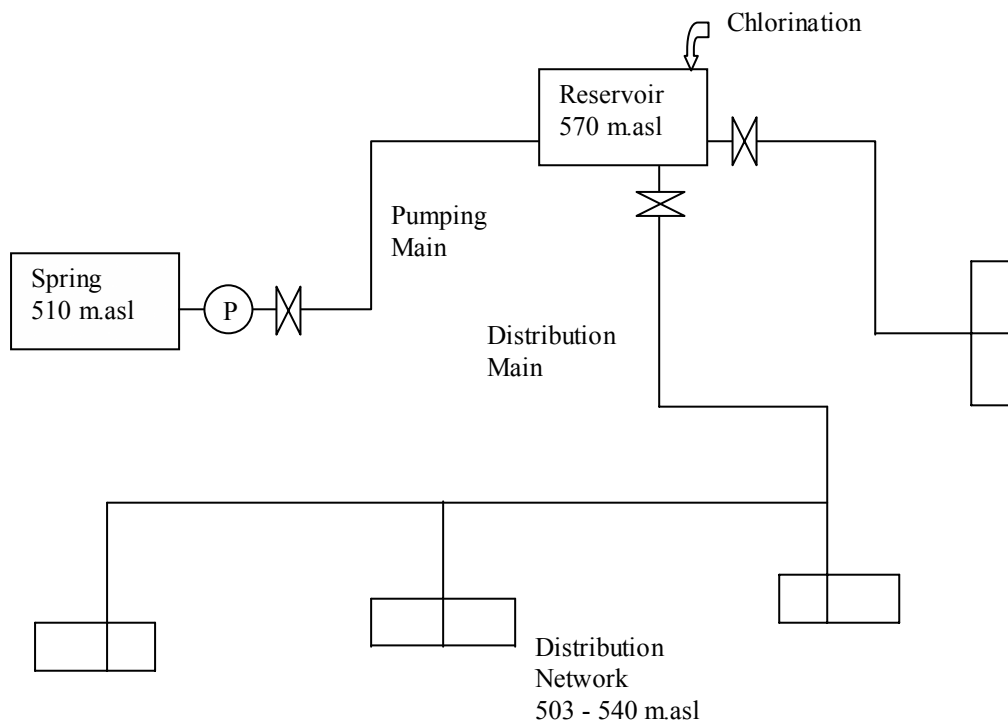 Chlorination
Reservoir
570 m.asl
Pumping
Main
Spring
510 m.asl
P
Distribution
Main
Distribution
Network
503 - 540 m.asl